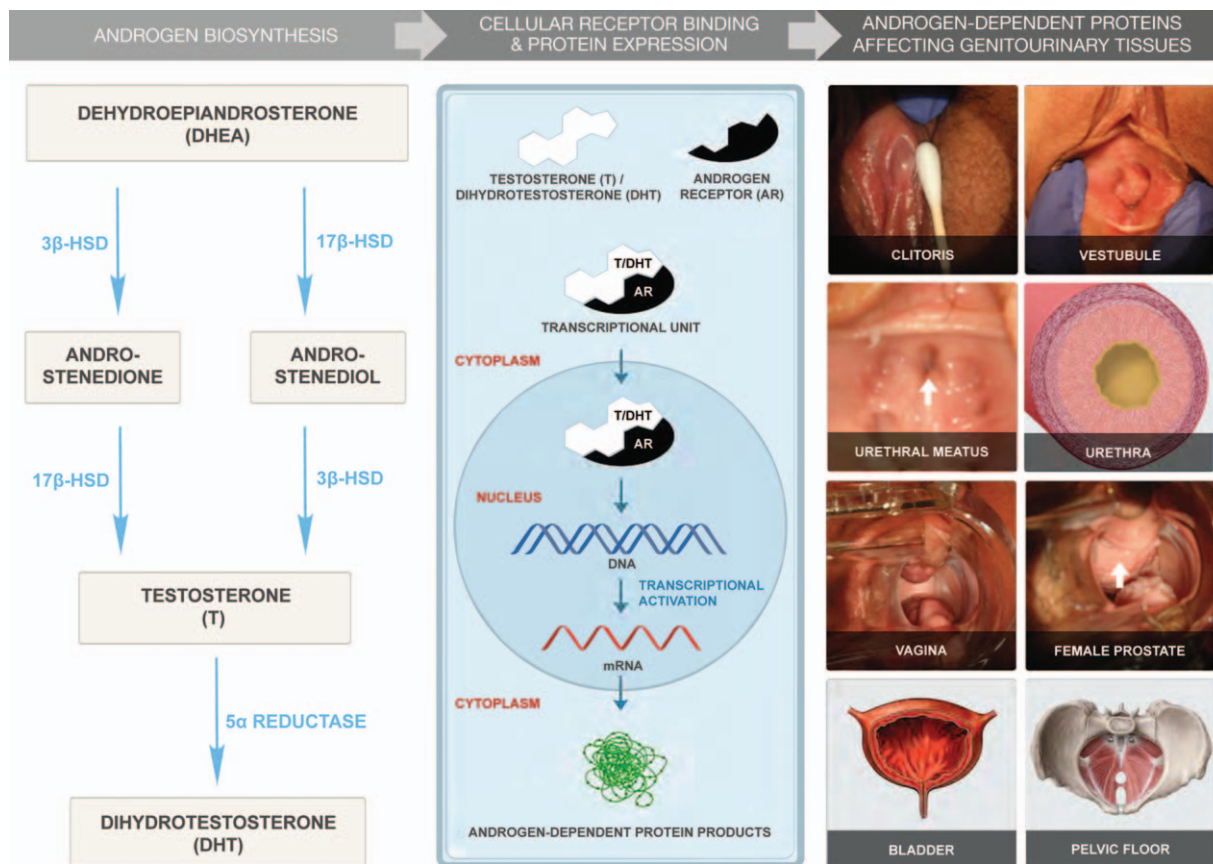 ANDROGEN BIOSYNTHESIS
CELLULAR RECEPTOR BINDING
& PROTEIN EXPRESSION
ANDROGEN-DEPENDENT PROTEINS
AFFECTING GENITOURINARY TISSUES
DEHYDROEPIANDROSTERONE
(DHEA)
3β-HSD
17β-HSD
ANDRO-
STENEDIONE
ANDRO-
STENEDIOL
17β-HSD
3β-HSD
TESTOSTERONE
(T)
5α REDUCTASE
DIHYDROTESTOSTERONE
(DHT)
TESTOSTERONE (T) /
DIHYDROTESTOSTERONE (DHT)
ANDROGEN
RECEPTOR (AR)
T/DHT
AR
TRANSCRIPTIONAL UNIT
CYTOPLASM
T/DHT
AR
NUCLEUS
DNA
TRANSCRIPTIONAL
ACTIVATION
mRNA
CYTOPLASM
ANDROGEN-DEPENDENT PROTEIN PRODUCTS
CLITORIS
VESTUBULE
URETHRAL MEATUS
URETHRA
VAGINA
FEMALE PROSTATE
BLADDER
PELVIC FLOOR